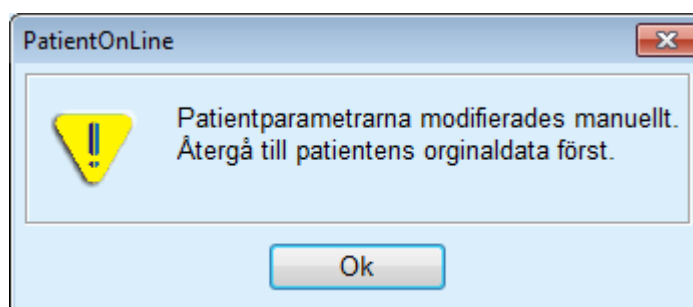 PatientOnLine
Patientparametrarna modifierades manuellt.
Återgå till patientens orginaldata först.
Ok